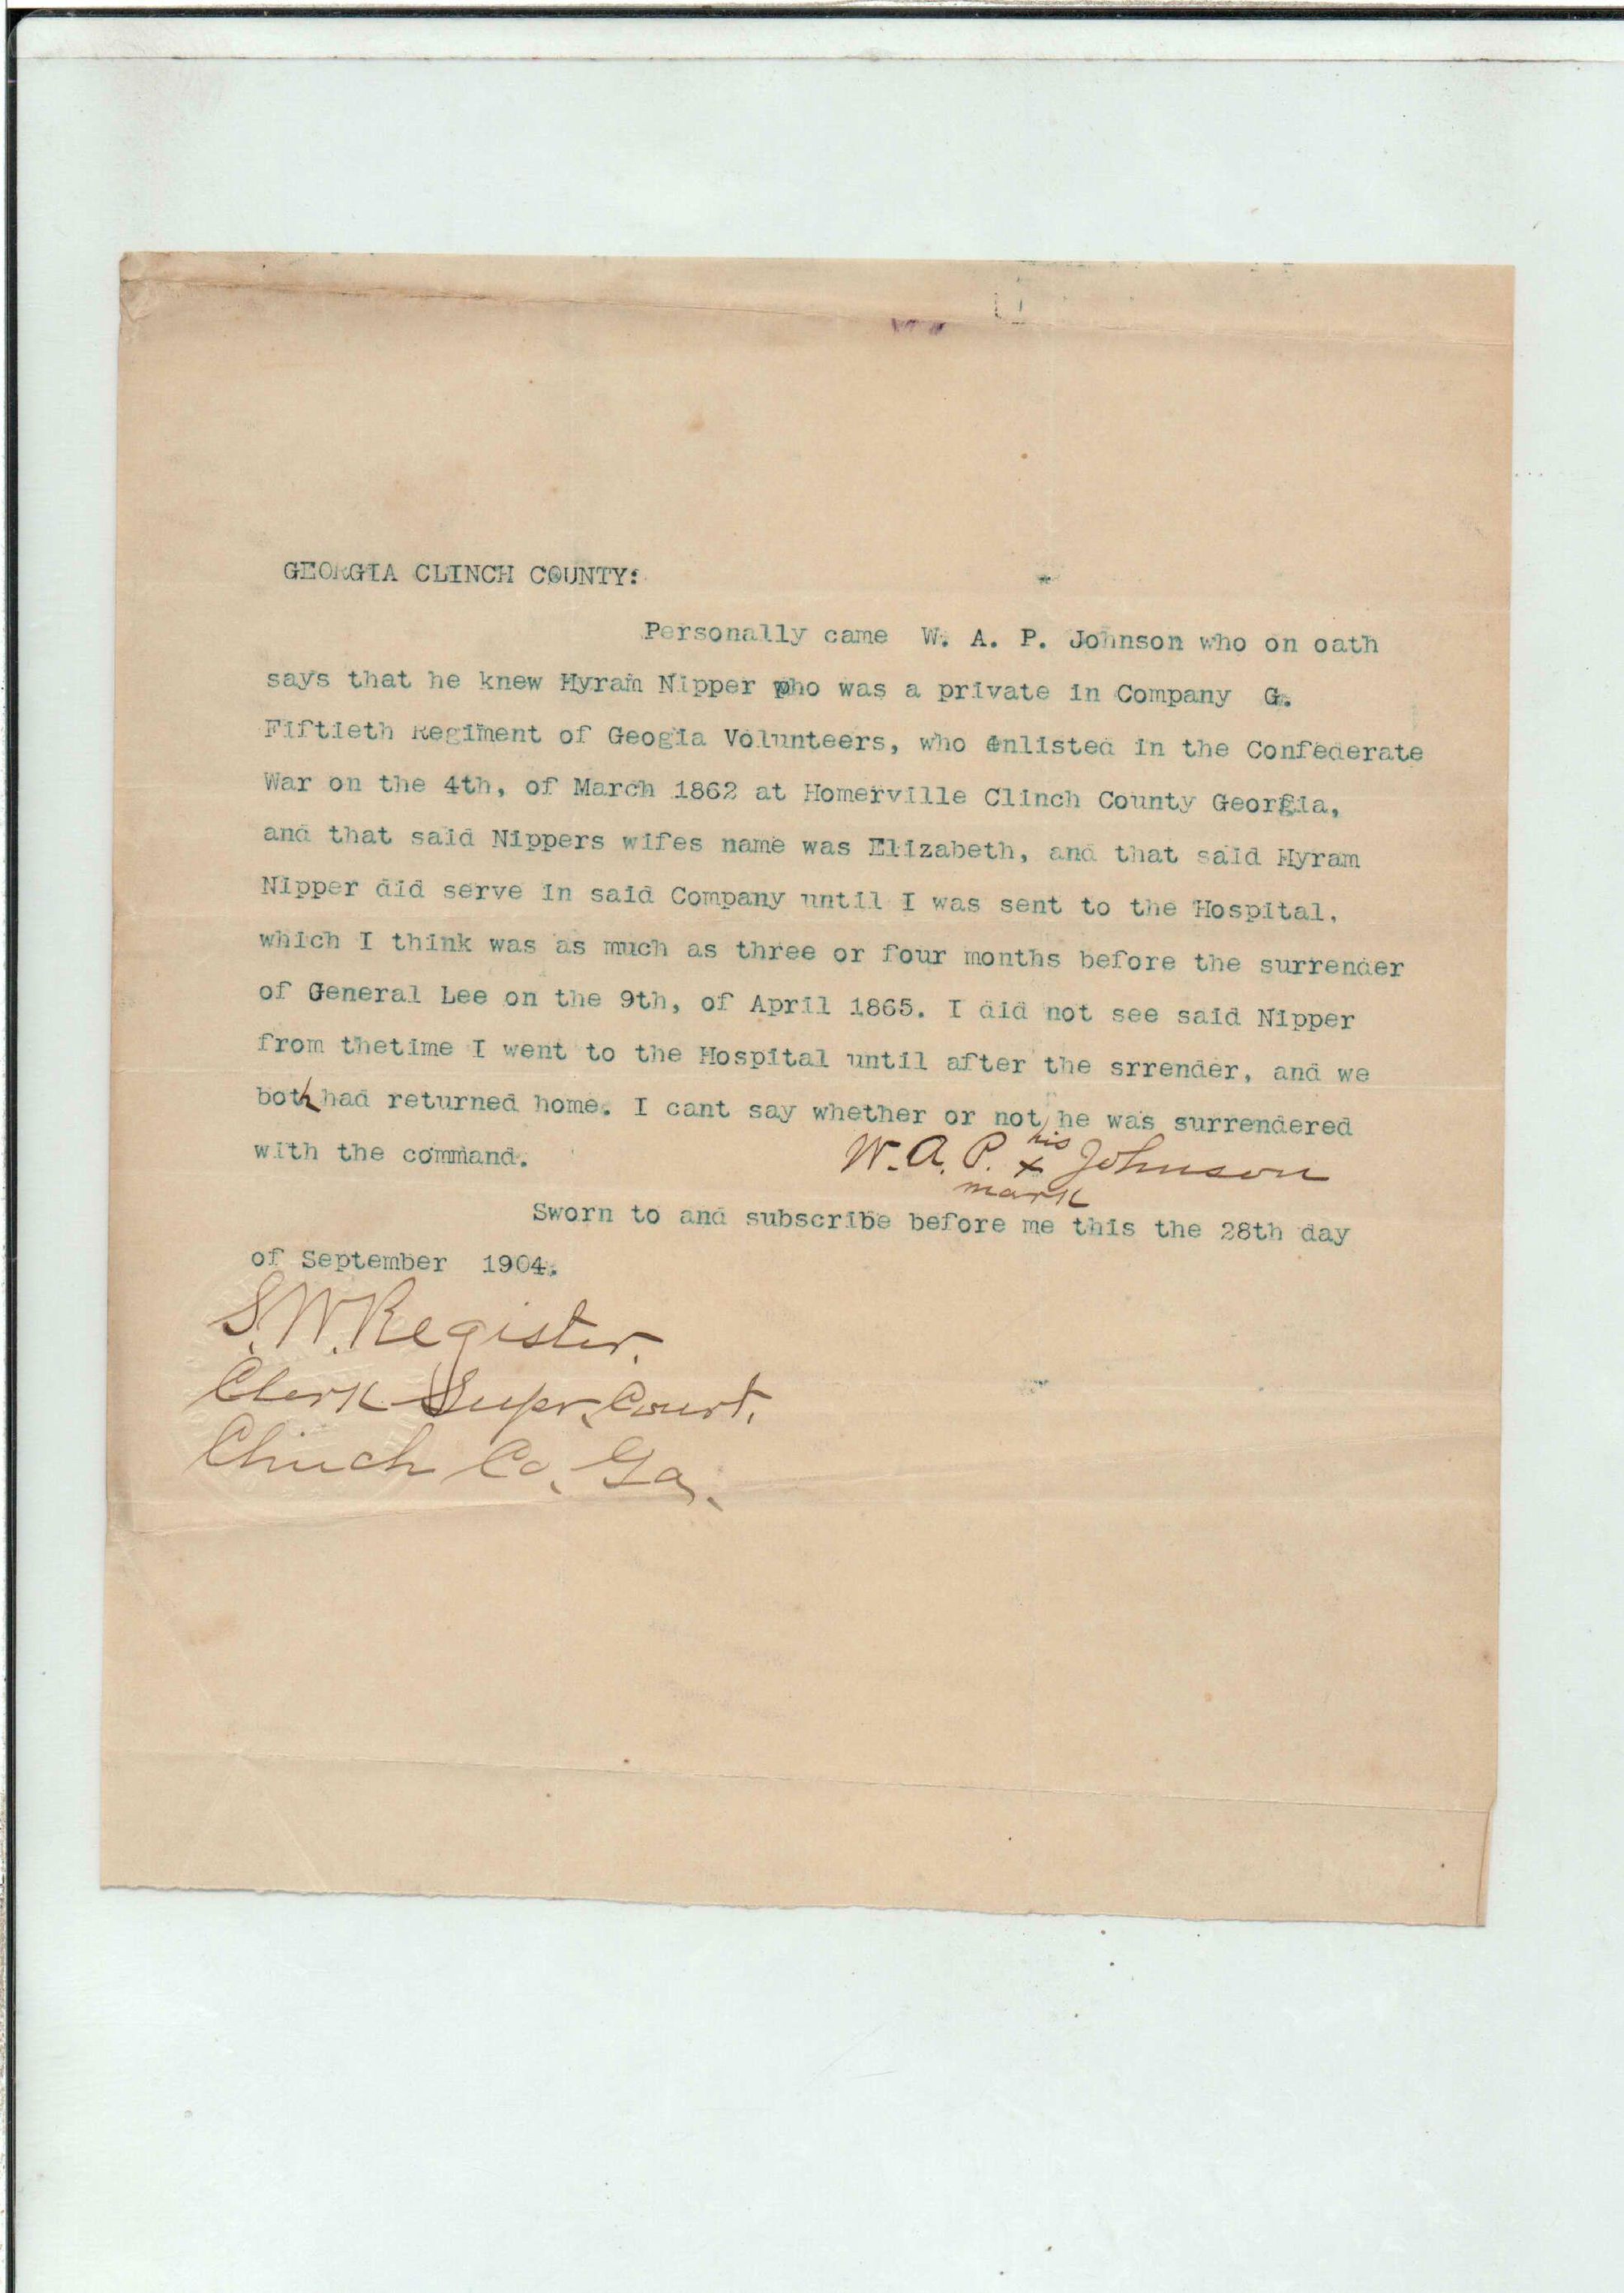 GEORGIA CLINCH COUNTY:
Personally came W. A. P. Johnson who on oath
says that he knew Hyram Nipper who was a private in Company G.
Fiftieth Regiment of Geogia Volunteers, who enlisted in the Confederate
War on the 4th, of March 1862 at Homerville Clinch County Georgia,
and that said Nippers wifes name was Elizabeth, and that said Hyram
Nipper did serve in said Company until I was sent to the Hospital,
which I think was as much as three or four months before the surrender
of General Lee on the 9th, of April 1865. I did not see said Nipper
from thetime I went to the Hospital until after the srrender, and we
both had returned home. I cant say whether or not he was surrendered
with the command.
W. A. P. his x mark Johnson
Sworn to and subscribe before me this the 28th day
of September 1904.
S. W. Register.
Clerk Supr. Court,
Clinch Co, Ga.